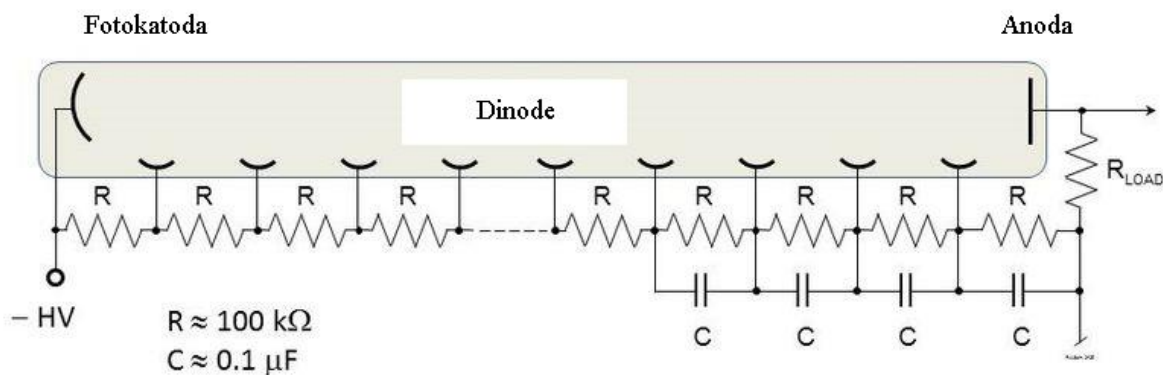 Fotokatoda Anoda
Dinode
R R R R R R R R R R_LOAD
– HV
C C C C
R ≈ 100 kΩ
C ≈ 0.1 μF